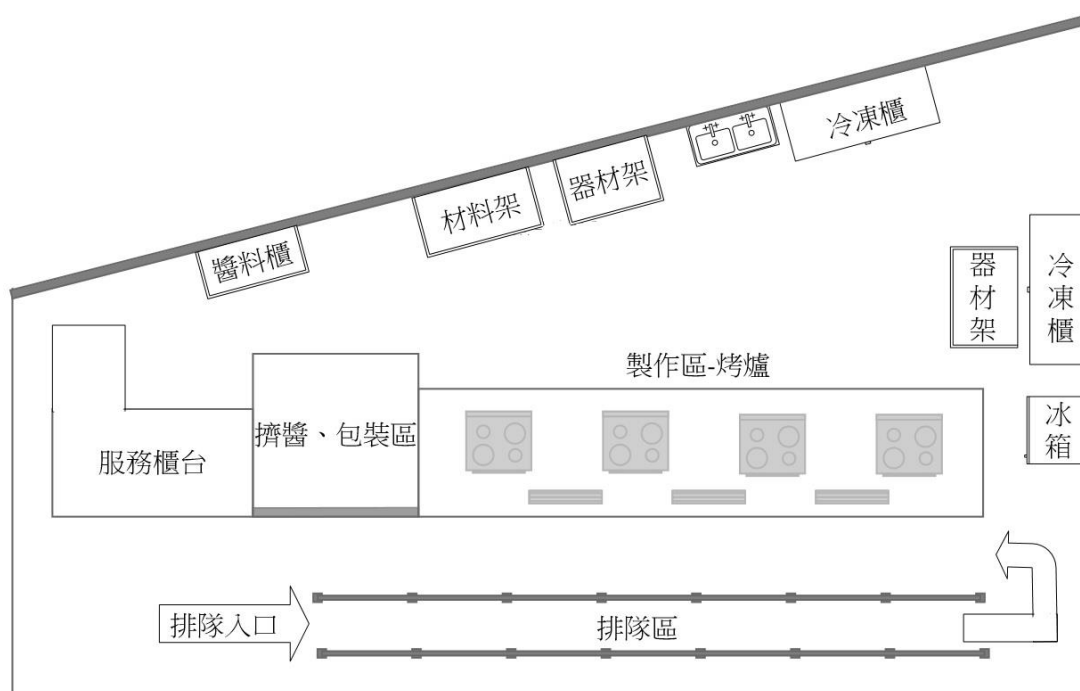 冷凍櫃
器材架
材料架
醬料櫃
器材架
冷凍櫃
製作區-烤爐
冰箱
擠醬、包裝區
服務櫃台
排隊入口
排隊區